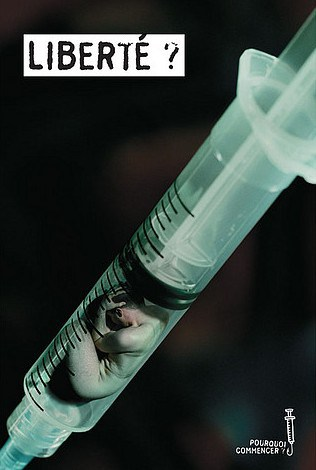 LIBERTÉ ?
POURQUOI
COMMENCER ?